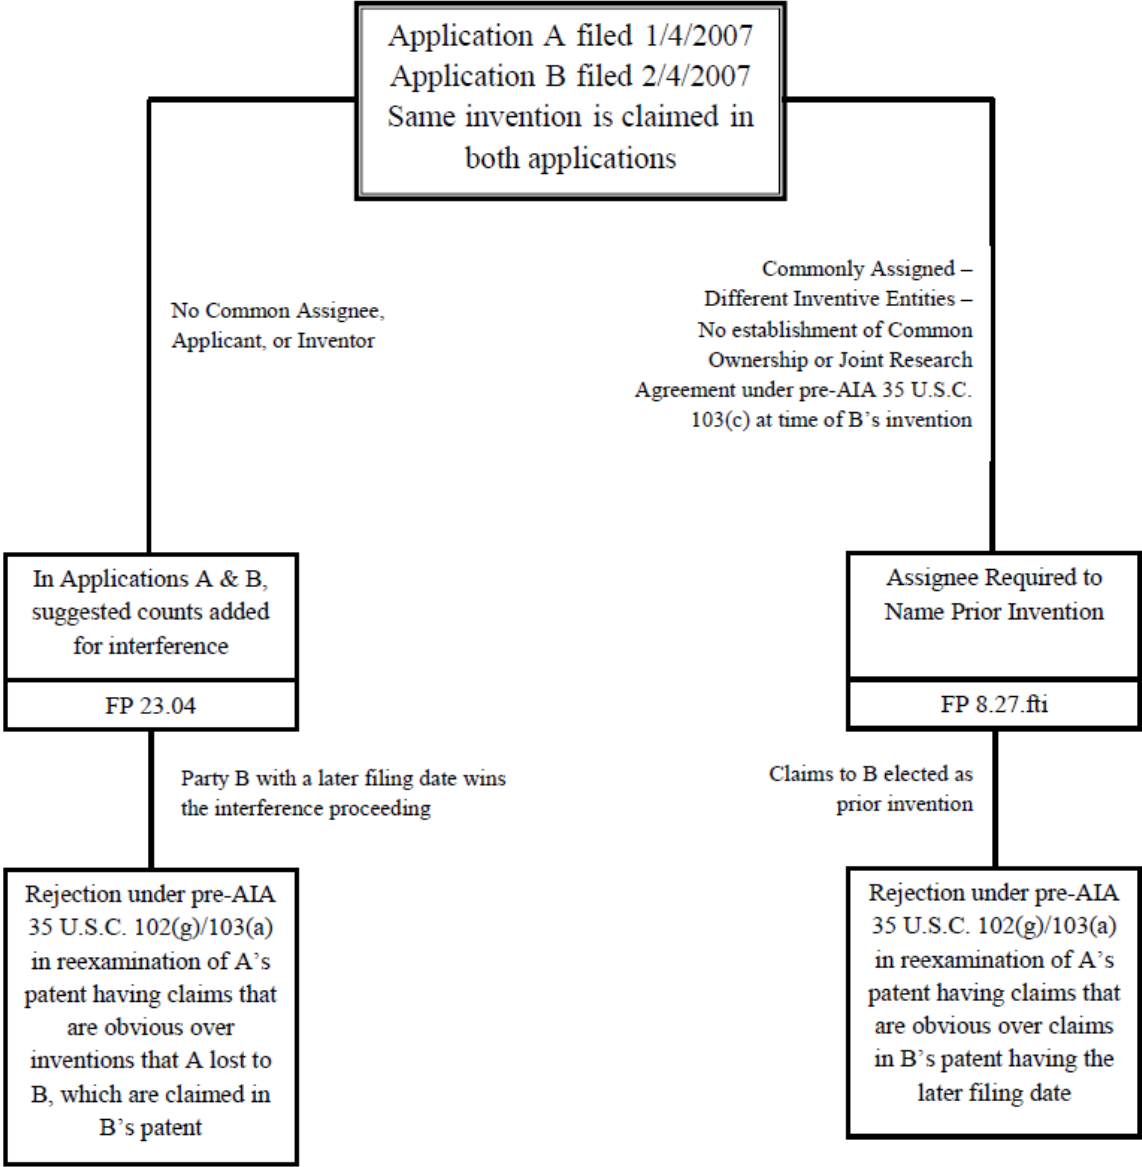 Application A filed 1/4/2007
Application B filed 2/4/2007
Same invention is claimed in
both applications
No Common Assignee,
Applicant, or Inventor
Commonly Assigned –
Different Inventive Entities –
No establishment of Common
Ownership or Joint Research
Agreement under pre-AIA 35 U.S.C.
103(c) at time of B’s invention
In Applications A & B,
suggested counts added
for interference
FP 23.04
Assignee Required to
Name Prior Invention
FP 8.27.fti
Party B with a later filing date wins
the interference proceeding
Claims to B elected as
prior invention
Rejection under pre-AIA
35 U.S.C. 102(g)/103(a)
in reexamination of A’s
patent having claims that
are obvious over
inventions that A lost to
B, which are claimed in
B’s patent
Rejection under pre-AIA
35 U.S.C. 102(g)/103(a)
in reexamination of A’s
patent having claims that
are obvious over claims
in B’s patent having the
later filing date